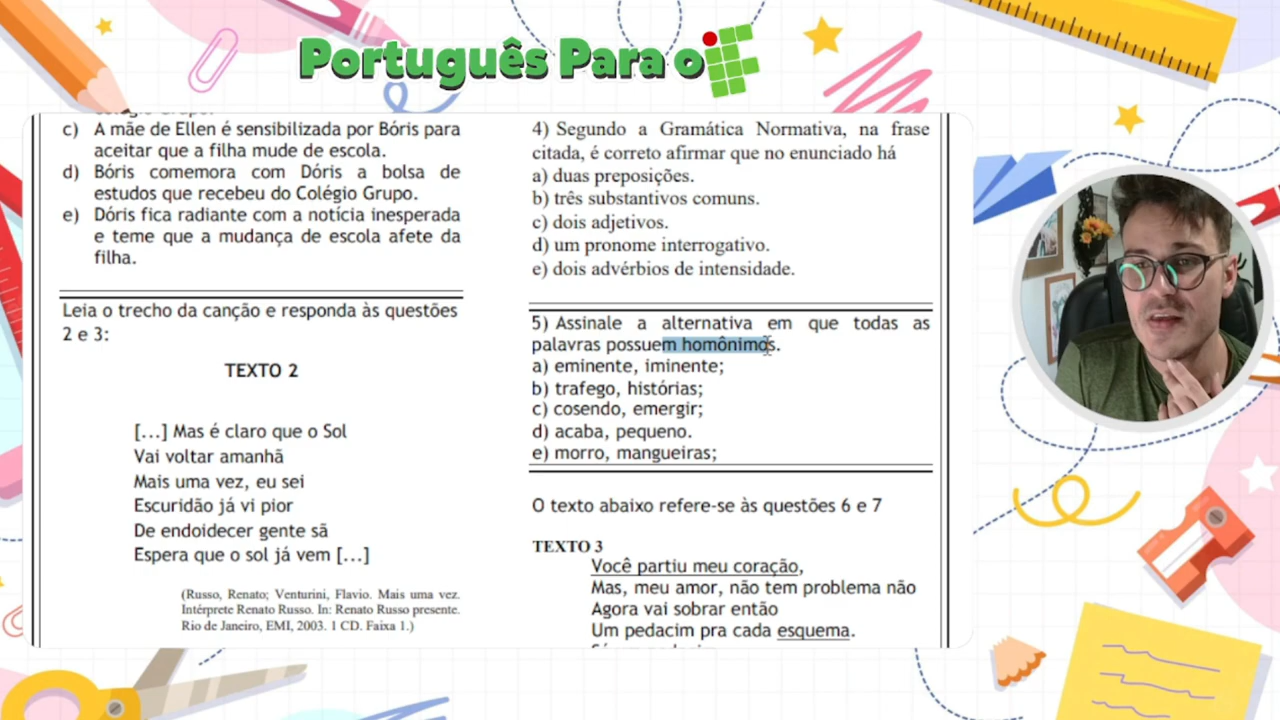 Português Para o
c) A mãe de Ellen é sensibilizada por Bóris para
aceitar que a filha mude de escola.
d) Bóris comemora com Dóris a bolsa de
estudos que recebeu do Colégio Grupo.
e) Dóris fica radiante com a notícia inesperada
e teme que a mudança de escola afete da
filha.
Leia o trecho da canção e responda às questões
2 e 3:
TEXTO 2
[...] Mas é claro que o Sol
Vai voltar amanhã
Mais uma vez, eu sei
Escuridão já vi pior
De endoidecer gente sã
Espera que o sol já vem [...]
(Russo, Renato; Venturini, Flavio. Mais uma vez.
Intérprete Renato Russo. In: Renato Russo presente.
Rio de Janeiro, EMI, 2003. 1 CD. Faixa 1.)
4) Segundo a Gramática Normativa, na frase
citada, é correto afirmar que no enunciado há
a) duas preposições.
b) três substantivos comuns.
c) dois adjetivos.
d) um pronome interrogativo.
e) dois advérbios de intensidade.
5) Assinale a alternativa em que todas as
palavras possuem homônimos.
a) eminente, iminente;
b) trafego, histórias;
c) cosendo, emergir;
d) acaba, pequeno.
e) morro, mangueiras;
O texto abaixo refere-se às questões 6 e 7
TEXTO 3
Você partiu meu coração,
Mas, meu amor, não tem problema não
Agora vai sobrar então
Um pedacim pra cada esquema.